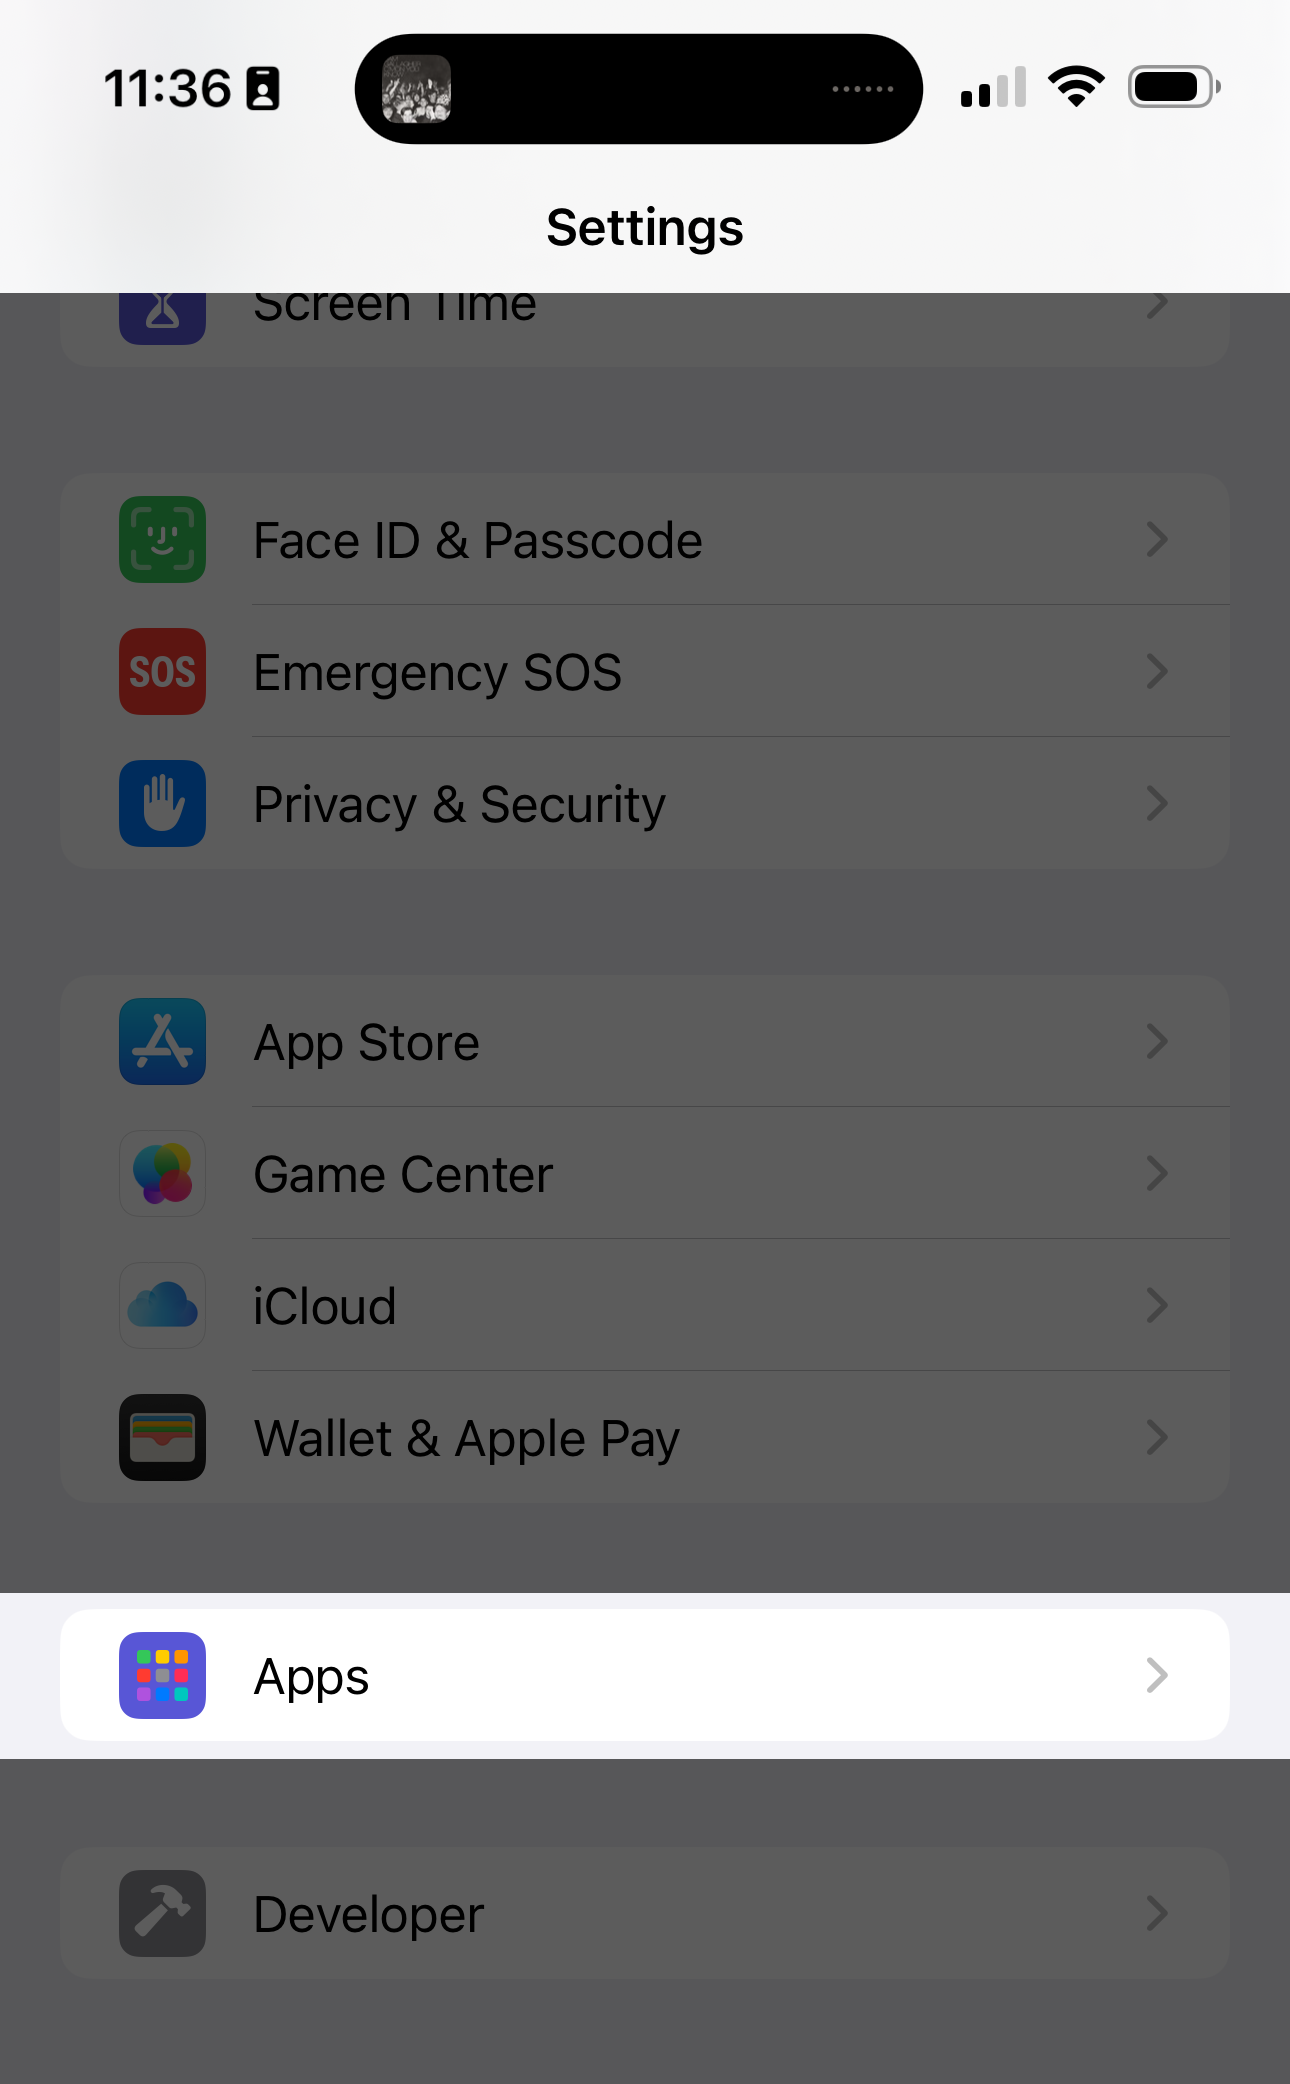 11:36
Settings
Screen Time
Face ID & Passcode
SOS
Emergency SOS
Privacy & Security
App Store
Game Center
iCloud
Wallet & Apple Pay
Apps
Developer